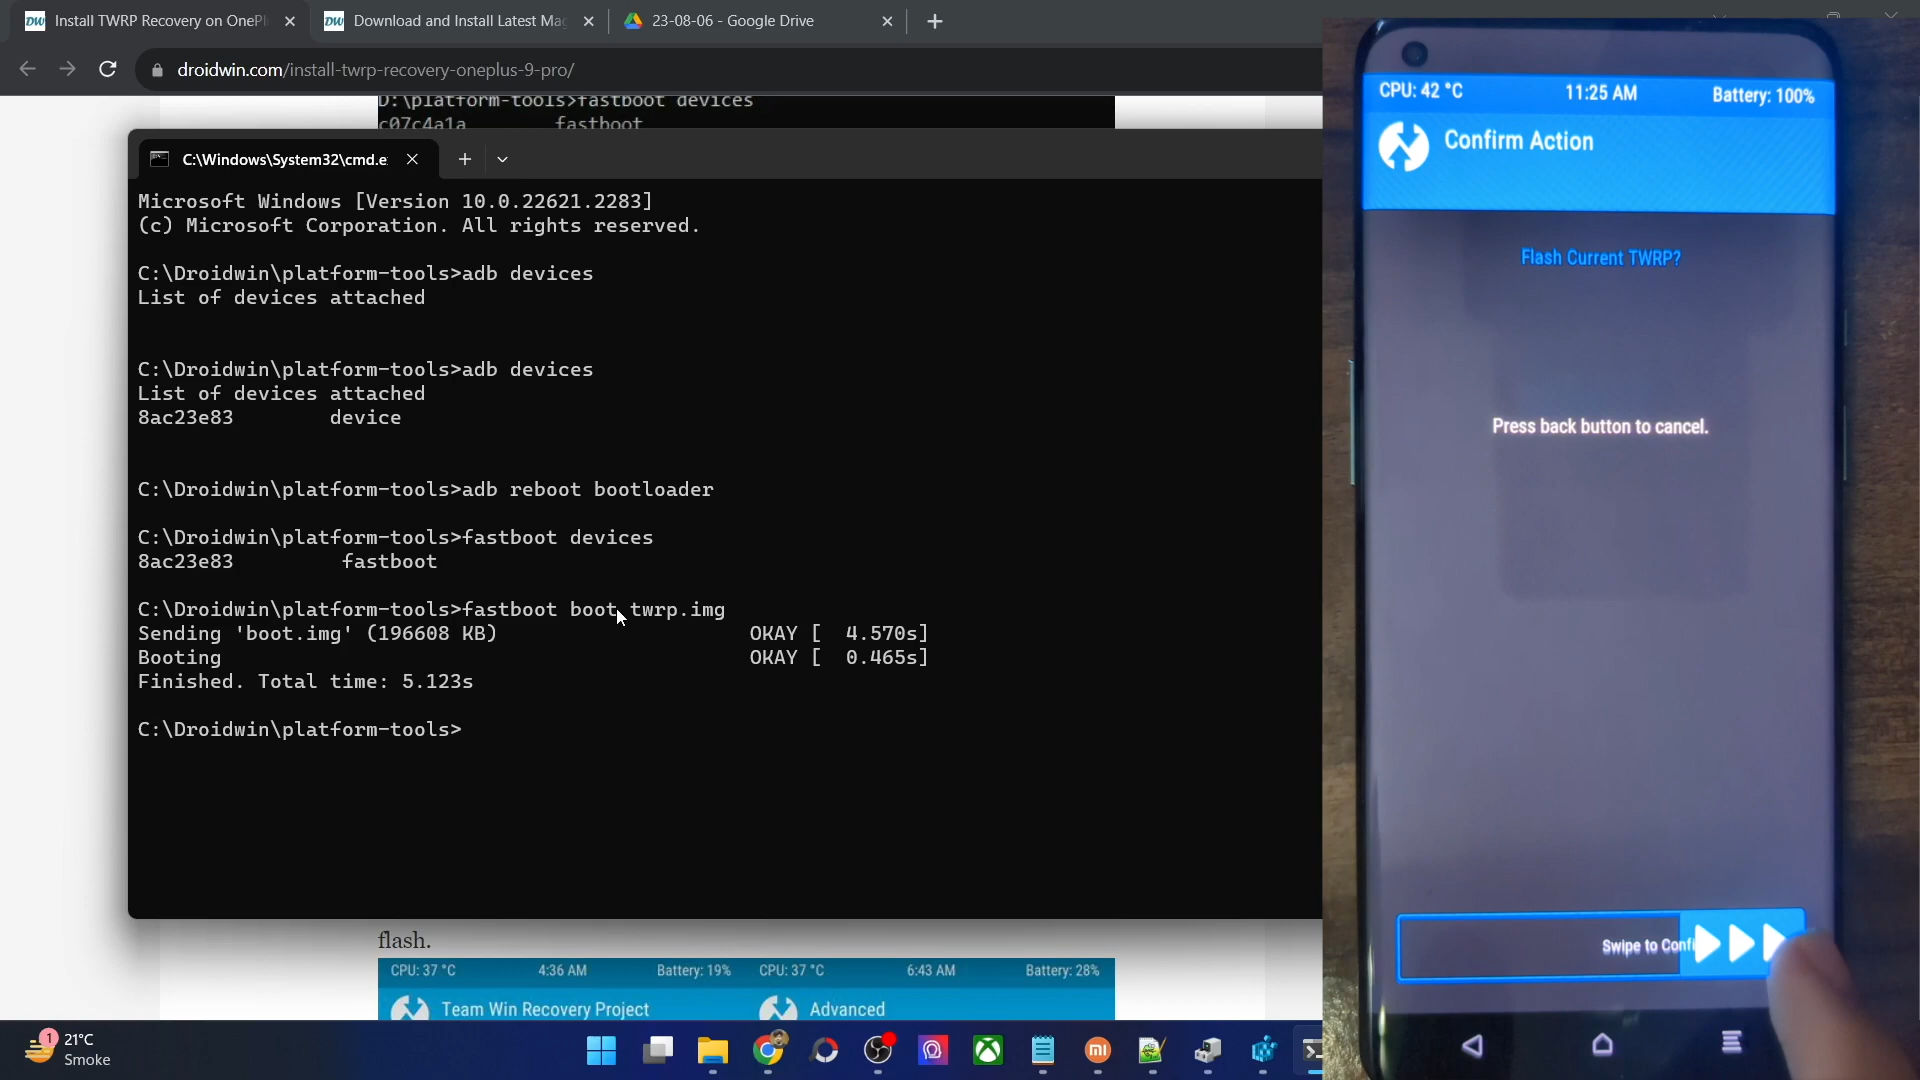 Install TWRP Recovery on OnePl
Download and Install Latest Mag
23-08-06 - Google Drive
droidwin.com/install-twrp-recovery-oneplus-9-pro/
D:\platform-tools>fastboot devices
c07c4a1a fastboot
C:\Windows\System32\cmd.e
Microsoft Windows [Version 10.0.22621.2283]
(c) Microsoft Corporation. All rights reserved.
C:\Droidwin\platform-tools>adb devices
List of devices attached
C:\Droidwin\platform-tools>adb devices
List of devices attached
8ac23e83 device
C:\Droidwin\platform-tools>adb reboot bootloader
C:\Droidwin\platform-tools>fastboot devices
8ac23e83 fastboot
C:\Droidwin\platform-tools>fastboot boot twrp.img
Sending 'boot.img' (196608 KB) OKAY [ 4.570s]
Booting OKAY [ 0.465s]
Finished. Total time: 5.123s
C:\Droidwin\platform-tools>
flash.
CPU: 37 °C 4:36 AM Battery: 19%
Team Win Recovery Project
CPU: 37 °C 6:43 AM Battery: 28%
Advanced
1
21°C
Smoke
CPU: 42 °C 11:25 AM Battery: 100%
Confirm Action
Flash Current TWRP?
Press back button to cancel.
Swipe to Confi